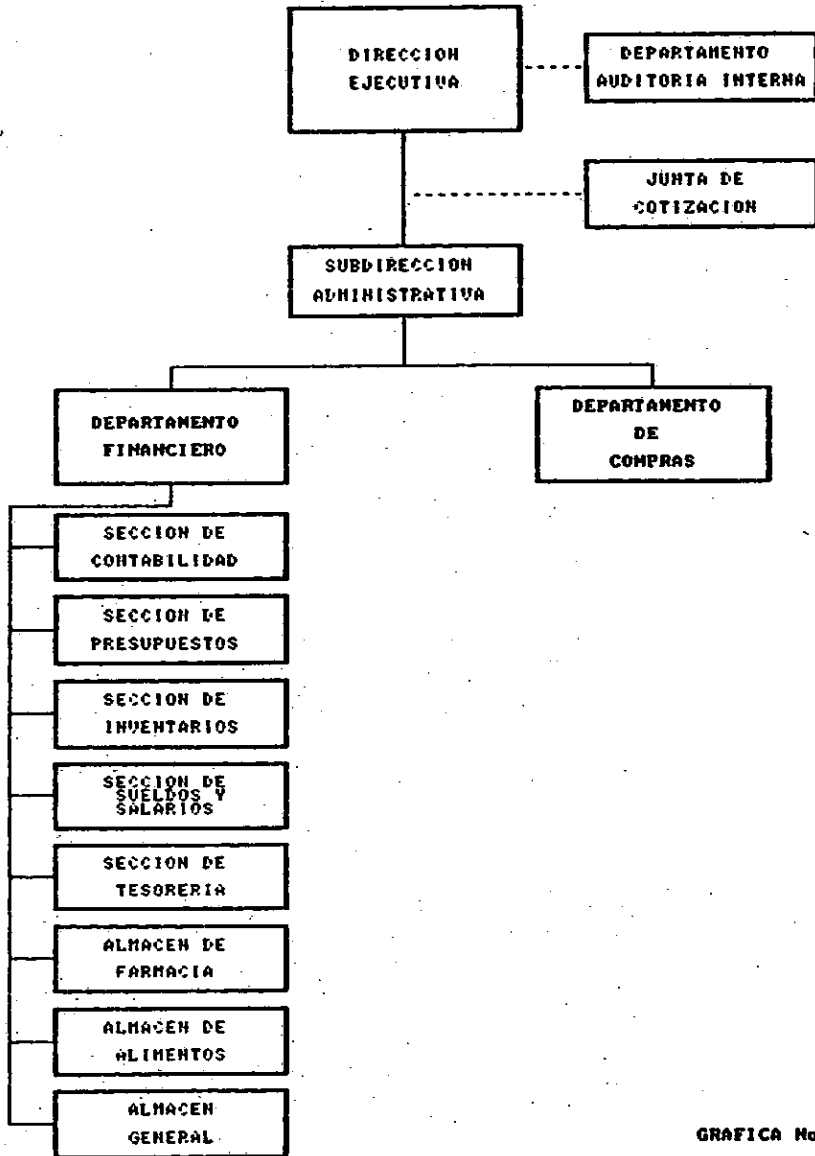 DIRECCION
EJECUTIVA
DEPARTAMENTO
AUDITORIA INTERNA
JUNTA DE
COTIZACION
SUBDIRECCION
ADMINISTRATIVA
DEPARTAMENTO
FINANCIERO
DEPARTAMENTO
DE
COMPRAS
SECCION DE
CONTABILIDAD
SECCION DE
PRESUPUESTOS
SECCION DE
INVENTARIOS
SECCION DE
SUELDOS Y
SALARIOS
SECCION DE
TESORERIA
ALMACEN DE
FARMACIA
ALMACEN DE
ALIMENTOS
ALMACEN
GENERAL
GRAFICA No